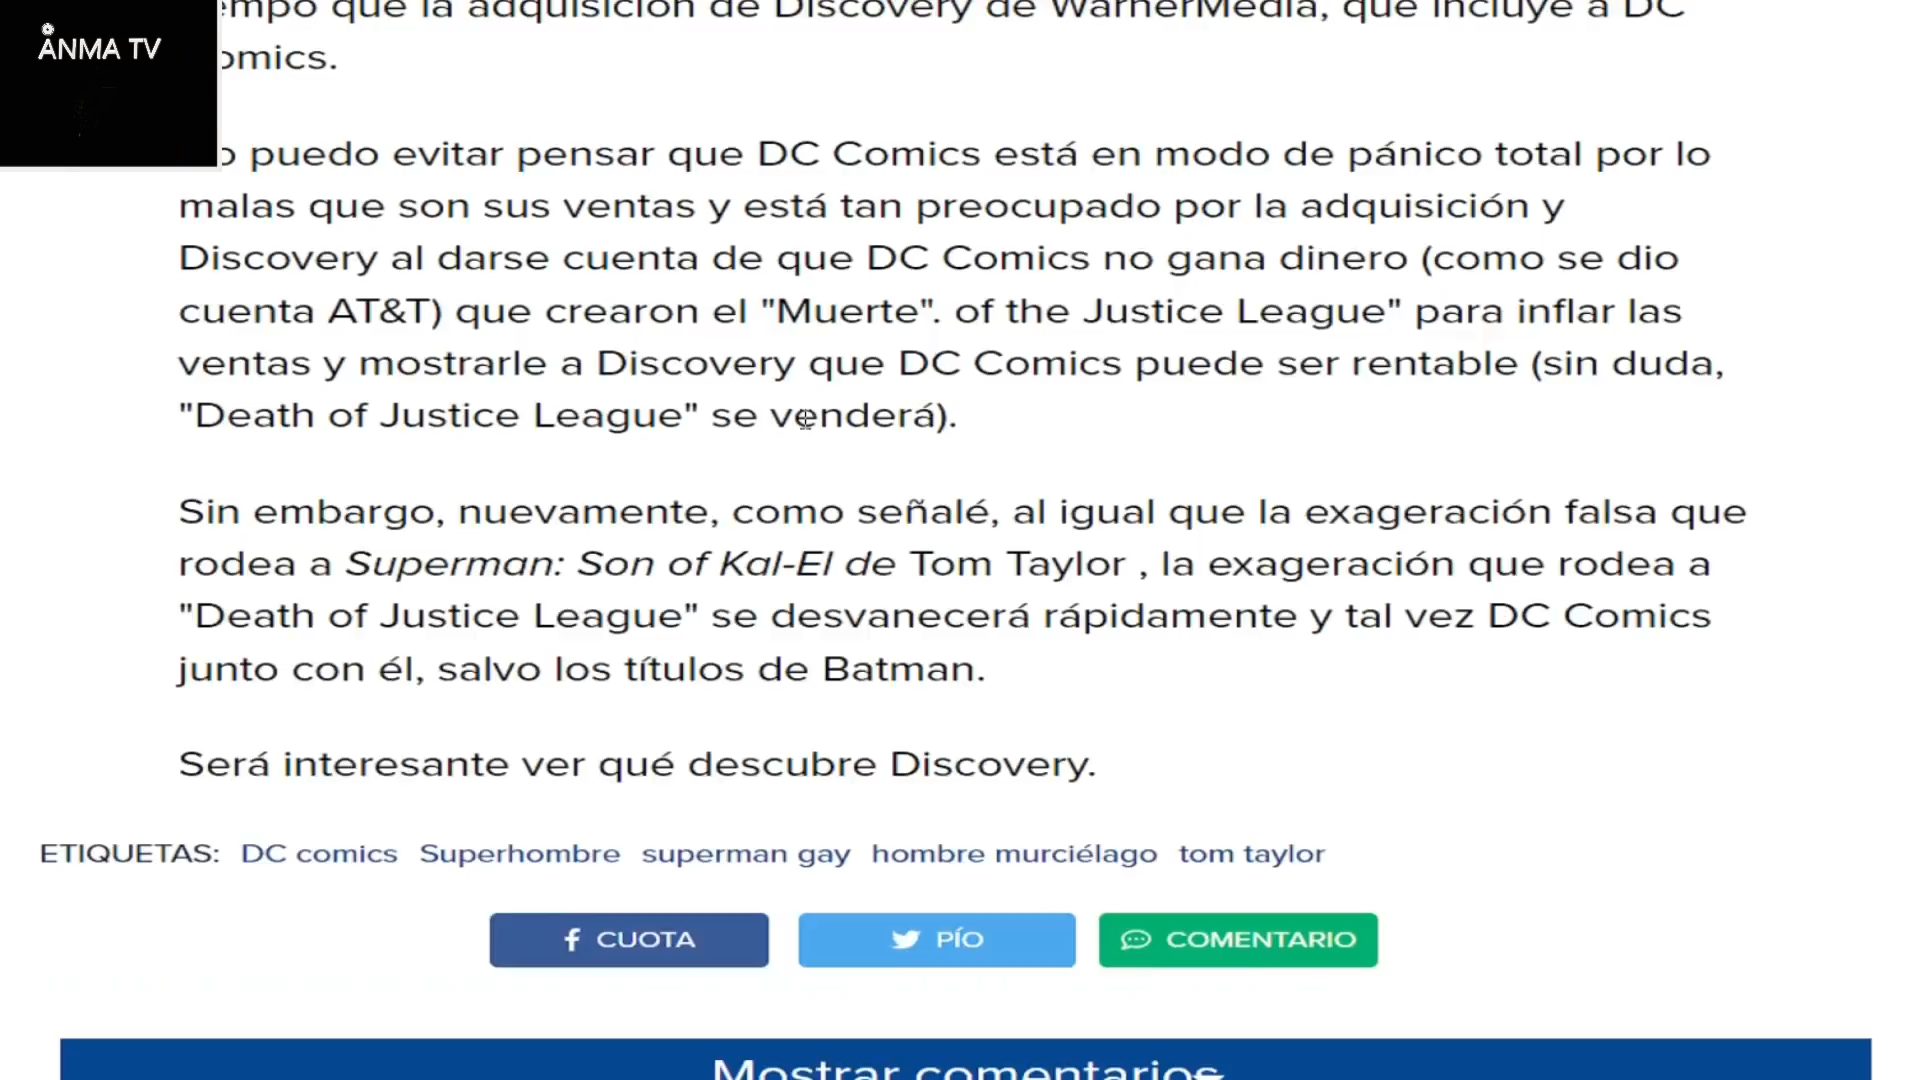 ANMA TV
que la adquisición de Discovery de WarnerMedia, que incluye a DC
puedo evitar pensar que DC Comics está en modo de pánico total por lo
malas que son sus ventas y está tan preocupado por la adquisición y
Discovery al darse cuenta de que DC Comics no gana dinero (como se dio
cuenta AT&T) que crearon el "Muerte". of the Justice League" para inflar las
ventas y mostrarle a Discovery que DC Comics puede ser rentable (sin duda,
"Death of Justice League" se venderá).
Sin embargo, nuevamente, como señalé, al igual que la exageración falsa que
rodea a Superman: Son of Kal-El de Tom Taylor , la exageración que rodea a
"Death of Justice League" se desvanecerá rápidamente y tal vez DC Comics
junto con él, salvo los títulos de Batman.
Será interesante ver qué descubre Discovery.
ETIQUETAS: DC comics Superhombre superman gay hombre murciélago tom taylor
CUOTA PÍO COMENTARIO
Mostrar comentarios